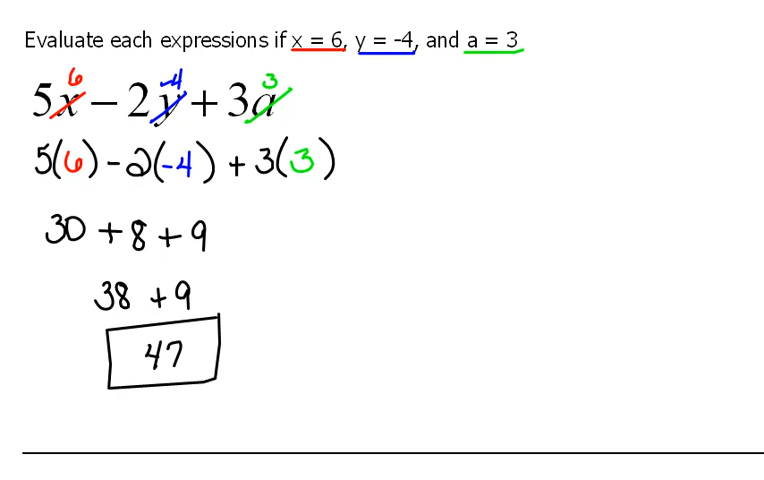 Evaluate each expressions if x = 6, y = -4, and a = 3
6 -4 3
5x − 2y + 3a
5(6) - 2(-4) + 3(3)
30 + 8 + 9
38 + 9
47